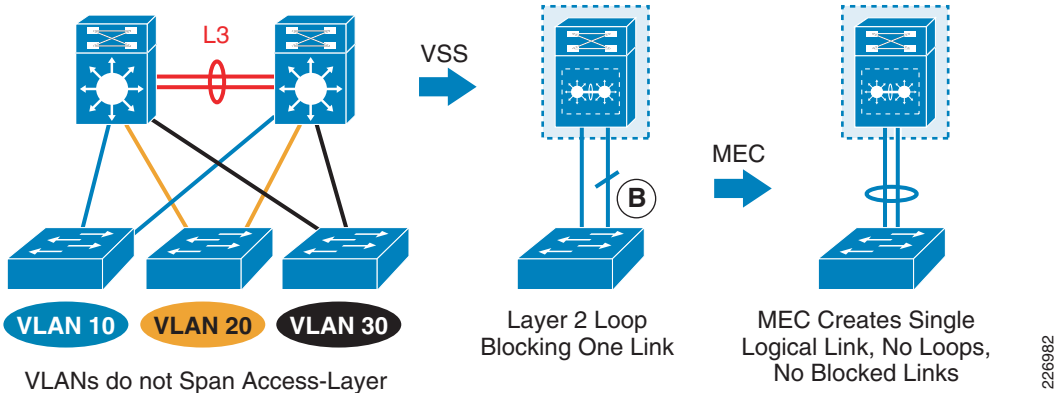 L3
VSS
MEC
B
VLAN 10
VLAN 20
VLAN 30
VLANs do not Span Access-Layer
Layer 2 Loop
Blocking One Link
MEC Creates Single
Logical Link, No Loops,
No Blocked Links
226982